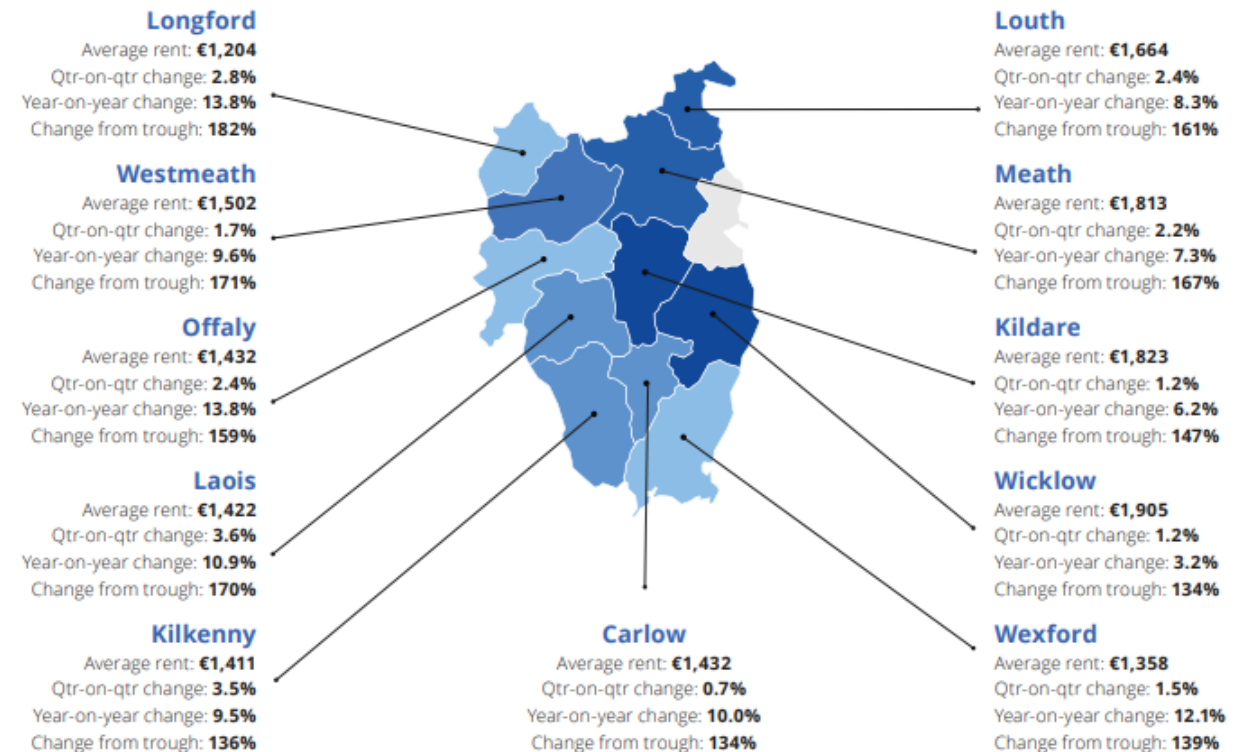 Longford
Average rent: €1,204
Qtr-on-qtr change: 2.8%
Year-on-year change: 13.8%
Change from trough: 182%
Westmeath
Average rent: €1,502
Qtr-on-qtr change: 1.7%
Year-on-year change: 9.6%
Change from trough: 171%
Offaly
Average rent: €1,432
Qtr-on-qtr change: 2.4%
Year-on-year change: 13.8%
Change from trough: 159%
Laois
Average rent: €1,422
Qtr-on-qtr change: 3.6%
Year-on-year change: 10.9%
Change from trough: 170%
Kilkenny
Average rent: €1,411
Qtr-on-qtr change: 3.5%
Year-on-year change: 9.5%
Change from trough: 136%
Carlow
Average rent: €1,432
Qtr-on-qtr change: 0.7%
Year-on-year change: 10.0%
Change from trough: 134%
Louth
Average rent: €1,664
Qtr-on-qtr change: 2.4%
Year-on-year change: 8.3%
Change from trough: 161%
Meath
Average rent: €1,813
Qtr-on-qtr change: 2.2%
Year-on-year change: 7.3%
Change from trough: 167%
Kildare
Average rent: €1,823
Qtr-on-qtr change: 1.2%
Year-on-year change: 6.2%
Change from trough: 147%
Wicklow
Average rent: €1,905
Qtr-on-qtr change: 1.2%
Year-on-year change: 3.2%
Change from trough: 134%
Wexford
Average rent: €1,358
Qtr-on-qtr change: 1.5%
Year-on-year change: 12.1%
Change from trough: 139%